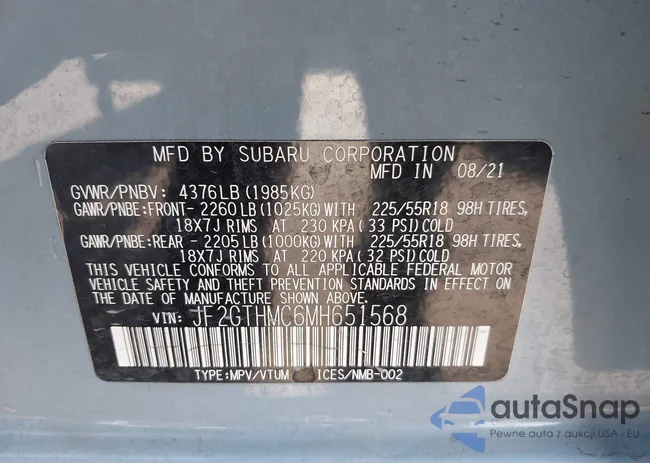 MFD BY SUBARU CORPORATION
MFD IN 08/21
GVWR/PNBV: 4376LB (1985KG)
GAWR/PNBE:FRONT- 2260LB (1025KG) WITH 225/55R18 98H TIRES,
18X7J RIMS AT 230 KPA (33 PSI) COLD
GAWR/PNBE:REAR - 2205LB (1000KG) WITH 225/55R18 98H TIRES,
18X7J RIMS AT 220 KPA (32 PSI) COLD
THIS VEHICLE CONFORMS TO ALL APPLICABLE FEDERAL MOTOR
VEHICLE SAFETY AND THEFT PREVENTION STANDARDS IN EFFECT ON
THE DATE OF MANUFACTURE SHOWN ABOVE.
VIN: JF2GTHMC6MH651568
TYPE:MPV/VTUM ICES/NMB-002
autaSnap
Pewne auta z aukcji USA i EU